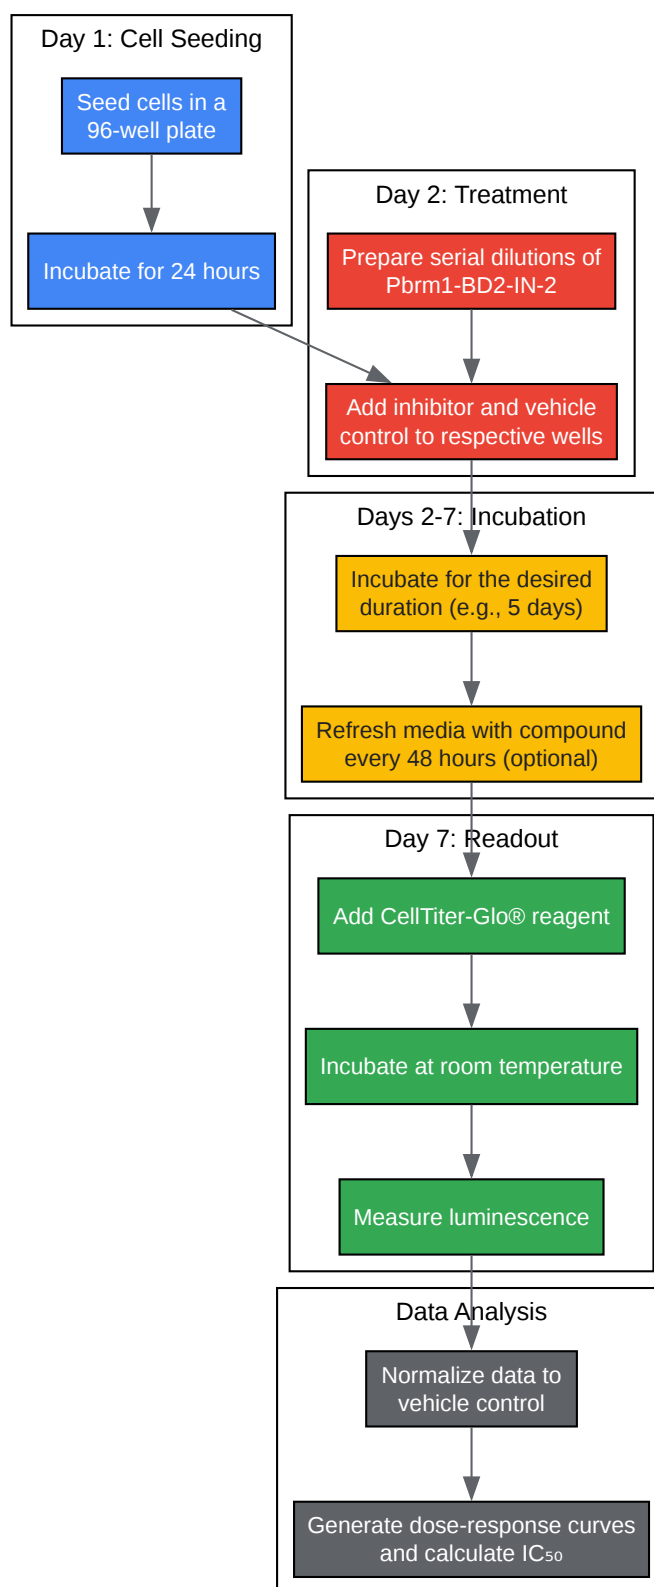 Day 1: Cell Seeding
Seed cells in a
96-well plate
Incubate for 24 hours
Day 2: Treatment
Prepare serial dilutions of
Pbrm1-BD2-IN-2
Add inhibitor and vehicle
control to respective wells
Days 2-7: Incubation
Incubate for the desired
duration (e.g., 5 days)
Refresh media with compound
every 48 hours (optional)
Day 7: Readout
Add CellTiter-Glo® reagent
Incubate at room temperature
Measure luminescence
Data Analysis
Normalize data to
vehicle control
Generate dose-response curves
and calculate IC₅₀